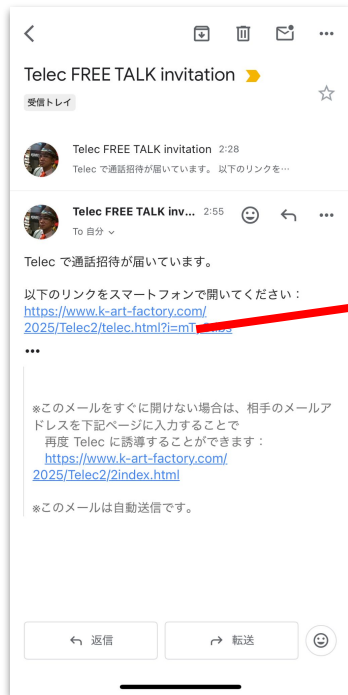 Telec FREE TALK invitation
受信トレイ
Telec FREE TALK invitation 2:28
Telec で通話招待が届いています。 以下のリンクを…
Telec FREE TALK inv... 2:55
To 自分
Telec で通話招待が届いています。
以下のリンクをスマートフォンで開いてください：
https://www.k-art-factory.com/
2025/Telec2/telec.html?i=mT
※このメールをすぐに開けない場合は、相手のメールア
ドレスを下記ページに入力することで
再度 Telec に誘導することができます：
https://www.k-art-factory.com/
2025/Telec2/2index.html
※このメールは自動送信です。
返信
転送